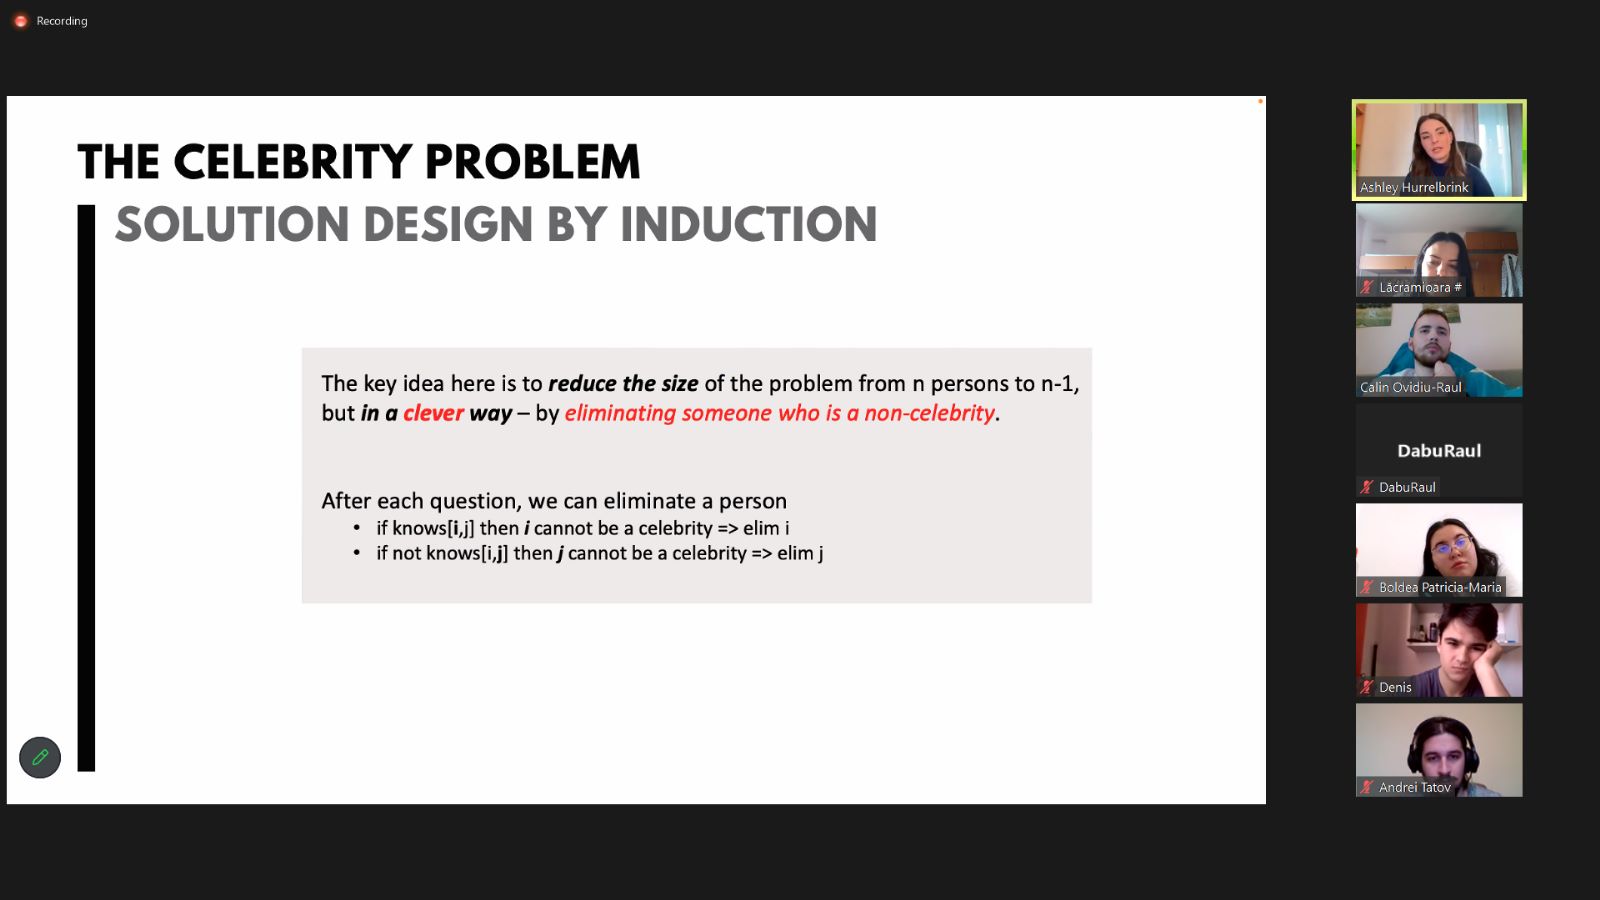 Recording
THE CELEBRITY PROBLEM
SOLUTION DESIGN BY INDUCTION
The key idea here is to reduce the size of the problem from n persons to n-1,
but in a clever way – by eliminating someone who is a non-celebrity.
After each question, we can eliminate a person
• if knows[i,j] then i cannot be a celebrity => elim i
• if not knows[i,j] then j cannot be a celebrity => elim j
Ashley Hurrelbrink
Lăcramioara #
Calin Ovidiu-Raul
DabuRaul
DabuRaul
Boldea Patricia-Maria
Denis
Andrei Tatov